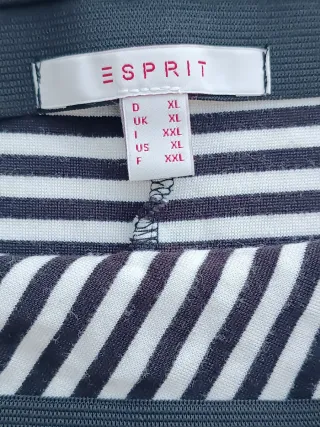 ESPRIT
D XL
UK XL
I XXL
US XL
F XXL